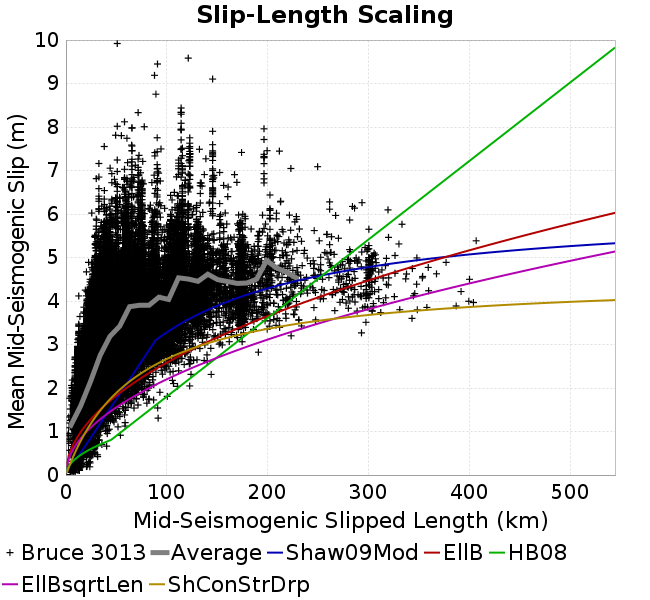 Slip-Length Scaling
Mean Mid-Seismogenic Slip (m)
10
9
8
7
6
5
4
3
2
1
0
0 100 200 300 400 500
Mid-Seismogenic Slipped Length (km)
Bruce 3013 Average Shaw09Mod EllB HB08
EllBsqrtLen ShConStrDrp